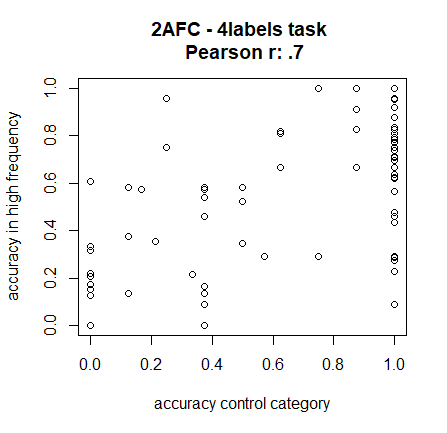 2AFC - 4labels task
Pearson r: .7
accuracy in high frequency
1.0
0.8
0.6
0.4
0.2
0.0
0.0 0.2 0.4 0.6 0.8 1.0
accuracy control category